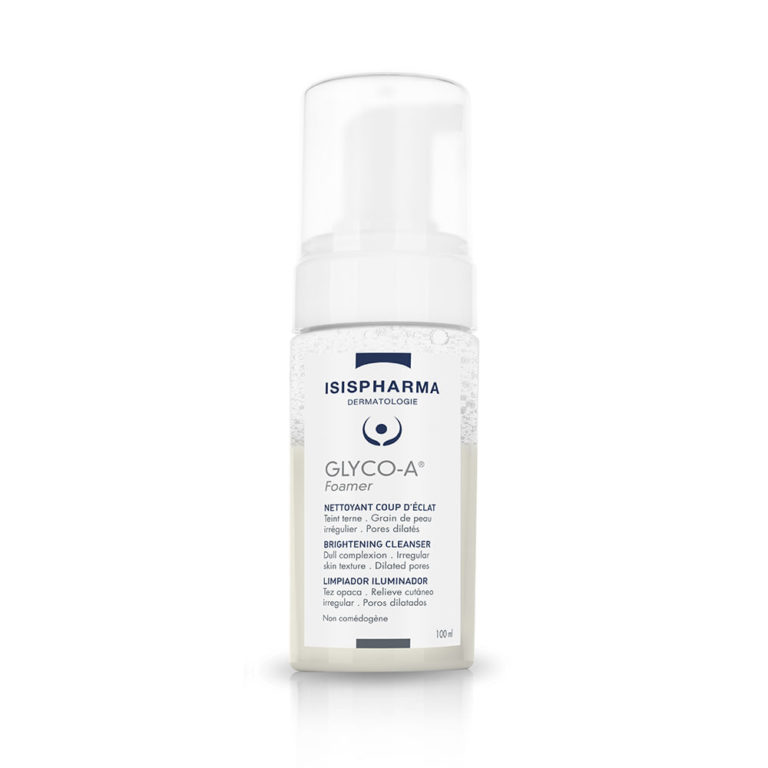 ISISPHARMA
DERMATOLOGIE
GLYCO-A®
Foamer
NETTOYANT COUP D'ÉCLAT
Teint terne . Grain de peau
irrégulier . Pores dilatés
BRIGHTENING CLEANSER
Dull complexion . Irregular
skin texture . Dilated pores
LIMPIADOR ILUMINADOR
Tez opaca . Relieve cutáneo
irregular . Poros dilatados
Non comédogène
100 ml